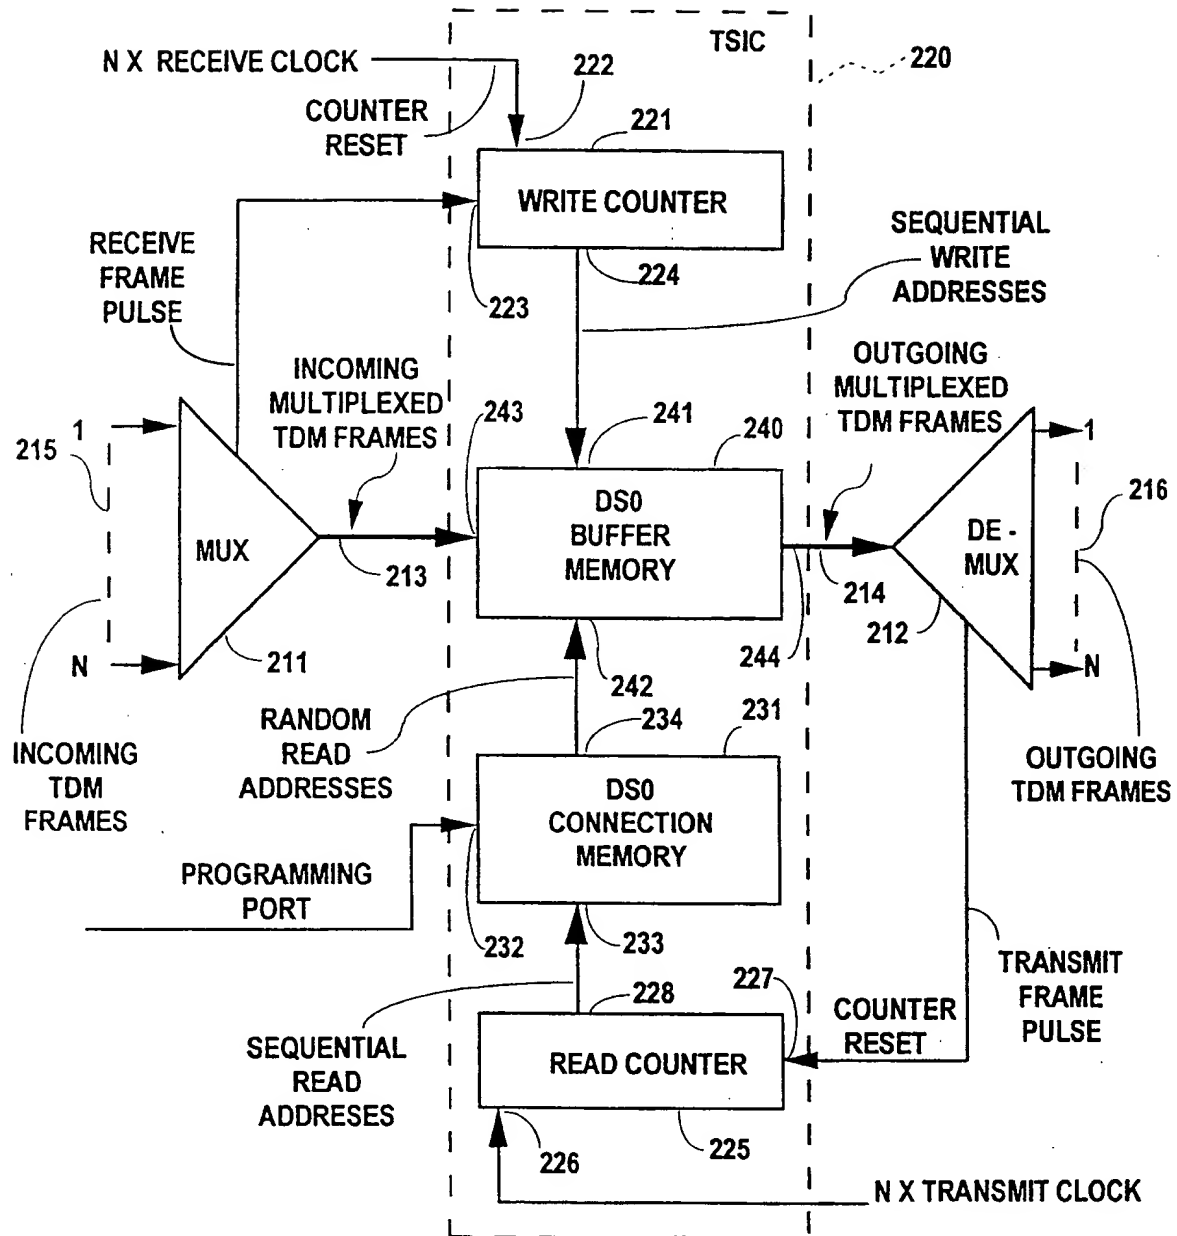 TSIC
220
N X RECEIVE CLOCK
222
COUNTER
RESET
221
WRITE COUNTER
223
224
SEQUENTIAL
WRITE
ADDRESSES
RECEIVE
FRAME
PULSE
INCOMING
MULTIPLEXED
TDM FRAMES
OUTGOING
MULTIPLEXED
TDM FRAMES
243
241
240
215
1
N
MUX
213
211
DS0
BUFFER
MEMORY
214
244
242
DE -
MUX
212
1
N
216
INCOMING
TDM
FRAMES
OUTGOING
TDM FRAMES
RANDOM
READ
ADDRESSES
234
231
DS0
CONNECTION
MEMORY
PROGRAMMING
PORT
232
233
TRANSMIT
FRAME
PULSE
227
COUNTER
RESET
228
SEQUENTIAL
READ
ADDRESES
READ COUNTER
226
225
N X TRANSMIT CLOCK